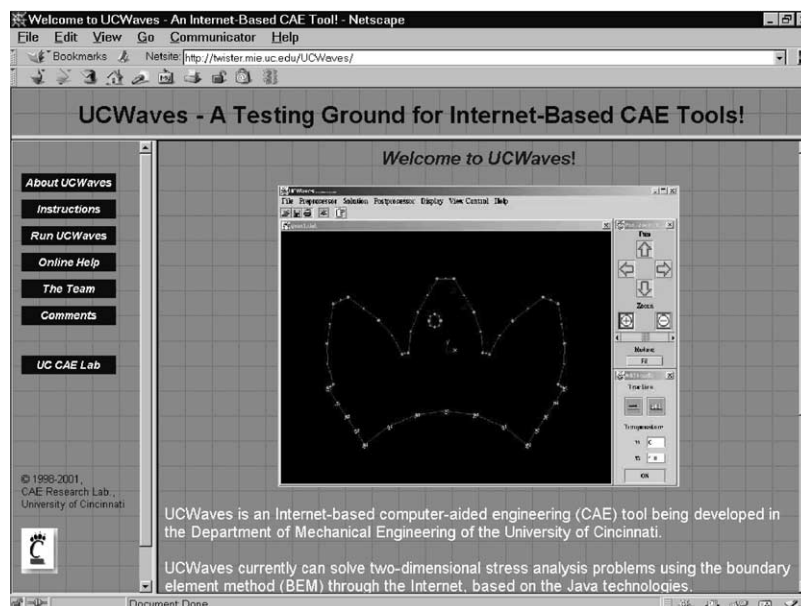 Welcome to UCWaves - An Internet-Based CAE Tool! - Netscape
File Edit View Go Communicator Help
Bookmarks Netsite: http://twister.mie.uc.edu/UCWaves/
UCWaves - A Testing Ground for Internet-Based CAE Tools!
Welcome to UCWaves!
About UCWaves
Instructions
Run UCWaves
Online Help
The Team
Comments
UC CAE Lab
© 1998-2001,
CAE Research Lab.,
University of Cincinnati
File Preprocessor Solution Postprocessor Display View Control Help
Pan
Zoom
OK
UCWaves is an Internet-based computer-aided engineering (CAE) tool being developed in
the Department of Mechanical Engineering of the University of Cincinnati.
UCWaves currently can solve two-dimensional stress analysis problems using the boundary
element method (BEM) through the Internet, based on the Java technologies.
Document Done